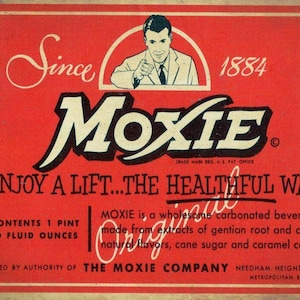 Since 1884
MOXIE ©
TRADE MARK REG. U.S. PAT. OFFICE
NJOY A LIFT...THE HEALTHFUL WA
Original
ONTENTS 1 PINT
FLUID OUNCES
MOXIE is a wholesome carbonated bever
made from extracts of gentian root and
natural flavors, cane sugar and caramel c
ED BY AUTHORITY OF THE MOXIE COMPANY NEEDHAM HEIGHT
METROPOLITAN